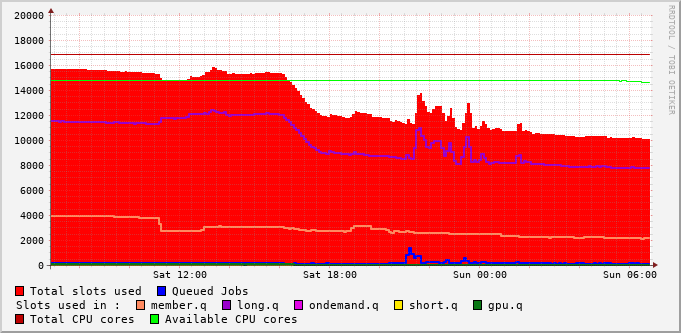 20000
18000
16000
14000
12000
10000
8000
6000
4000
2000
0
Sat 12:00 Sat 18:00 Sun 00:00 Sun 06:00
Total slots used Queued Jobs
Slots used in : member.q long.q ondemand.q short.q gpu.q
Total CPU cores Available CPU cores
RRDTOOL / TOBI OETIKER